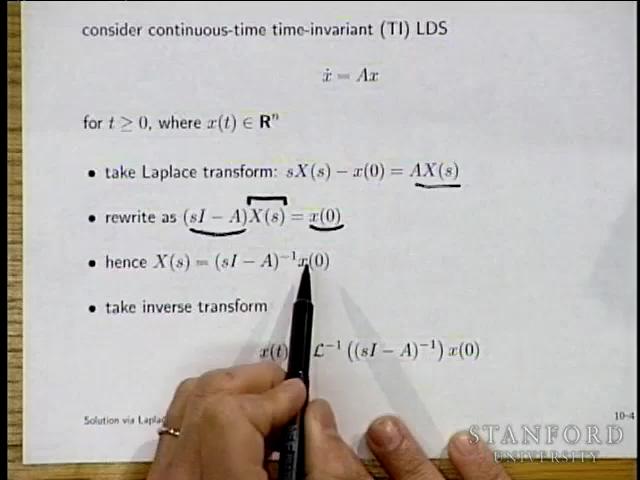 consider continuous-time time-invariant (TI) LDS
ẋ = Ax
for t ≥ 0, where x(t) ∈ Rⁿ
• take Laplace transform: sX(s) − x(0) = AX(s)
• rewrite as (sI − A)X(s) = x(0)
• hence X(s) = (sI − A)⁻¹x(0)
• take inverse transform
x(t) ℒ⁻¹ ((sI − A)⁻¹) x(0)
Solution via
10–4
STANFORD
UNIVERSITY